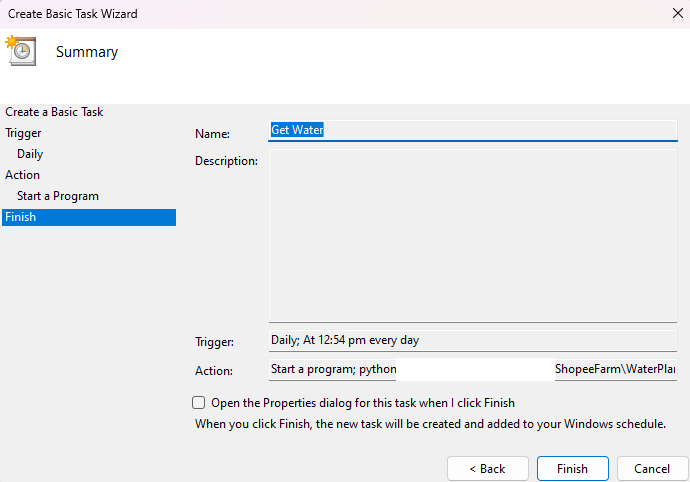 Create Basic Task Wizard
Summary
Create a Basic Task
Trigger
Daily
Action
Start a Program
Finish
Name: Get Water
Description:
Trigger: Daily; At 12:54 pm every day
Action: Start a program; python ShopeeFarm\WaterPlan
Open the Properties dialog for this task when I click Finish
When you click Finish, the new task will be created and added to your Windows schedule.
< Back Finish Cancel